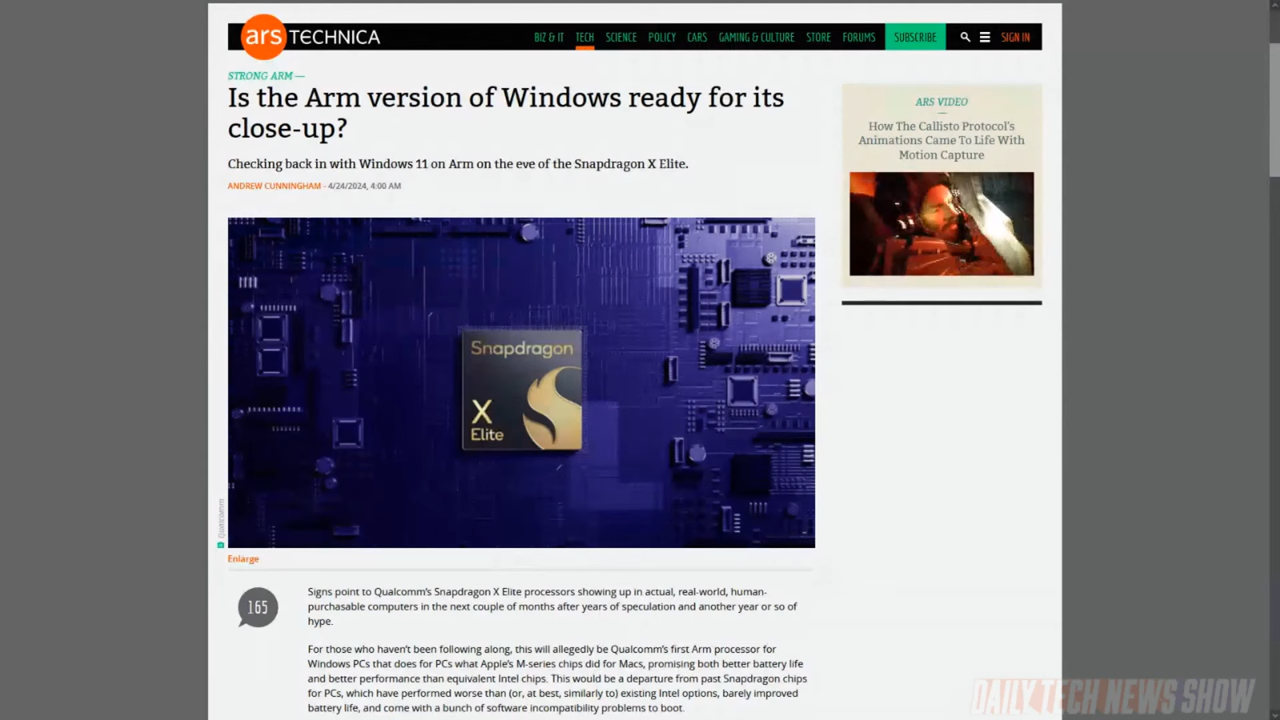 ars TECHNICA
BIZ & IT TECH SCIENCE POLICY CARS GAMING & CULTURE STORE FORUMS SUBSCRIBE SIGN IN
STRONG ARM —
Is the Arm version of Windows ready for its
close-up?
Checking back in with Windows 11 on Arm on the eve of the Snapdragon X Elite.
ANDREW CUNNINGHAM - 4/24/2024, 4:00 AM
ARS VIDEO
How The Callisto Protocol's
Animations Came To Life With
Motion Capture
Snapdragon
X
Elite
Qualcomm
Enlarge
165
Signs point to Qualcomm's Snapdragon X Elite processors showing up in actual, real-world, human-
purchasable computers in the next couple of months after years of speculation and another year or so of
hype.
For those who haven't been following along, this will allegedly be Qualcomm's first Arm processor for
Windows PCs that does for PCs what Apple's M-series chips did for Macs, promising both better battery life
and better performance than equivalent Intel chips. This would be a departure from past Snapdragon chips
for PCs, which have performed worse than (or, at best, similarly to) existing Intel options, barely improved
battery life, and come with a bunch of software incompatibility problems to boot.
DAILY TECH NEWS SHOW